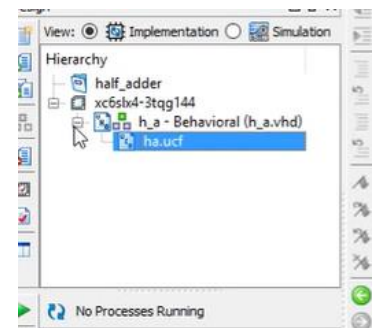 View: Implementation Simulation
Hierarchy
half_adder
xc6slx4-3tqg144
h_a - Behavioral (h_a.vhd)
ha.ucf
No Processes Running